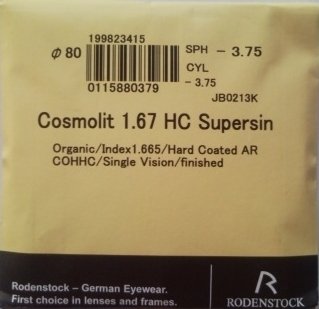 199823415
Φ 80
SPH - 3.75
CYL
- 3.75
0115880379
JB0213K
Cosmolit 1.67 HC Supersin
Organic/Index1.665/Hard Coated AR
COHHC/Single Vision/finished
Rodenstock – German Eyewear.
First choice in lenses and frames.
R
RODENSTOCK